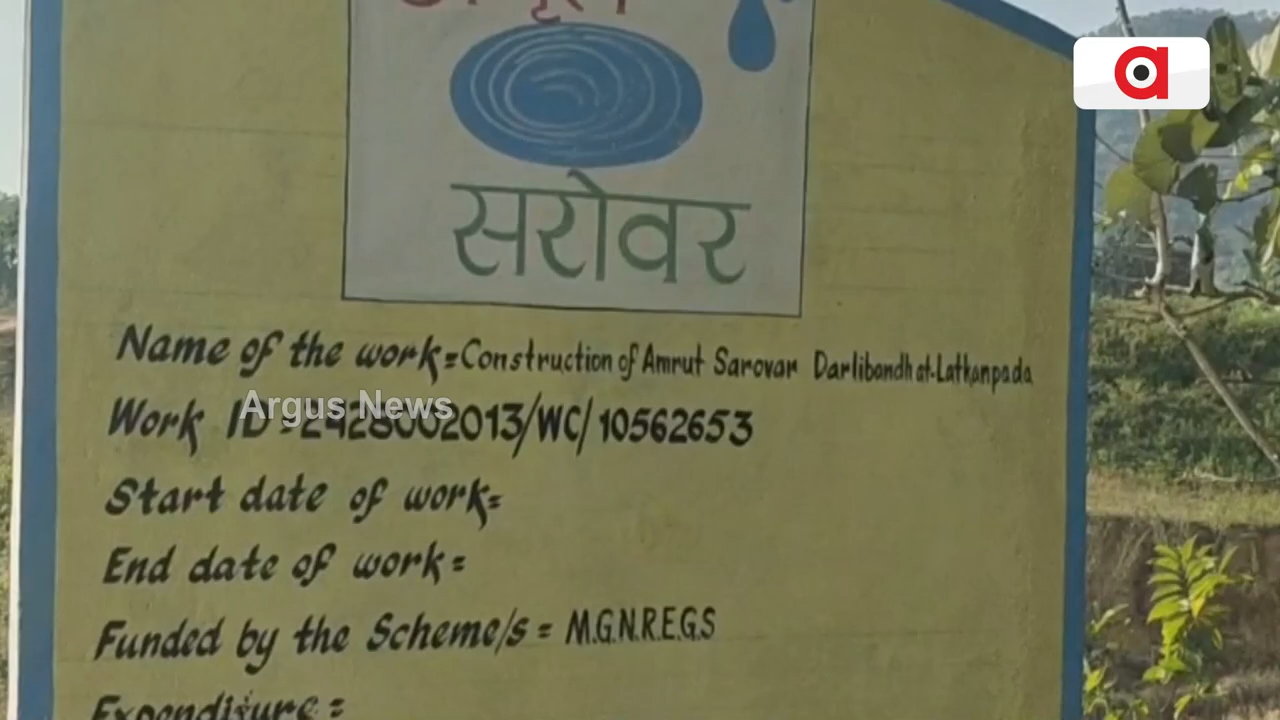 सरोवर
Name of the work=Construction of Amrut Sarovar Darlibandh at-Latkanpada
Argus News
Work ID=2428002013/WC/10562653
Start date of work=
End date of work=
Funded by the Scheme/s= M.G.N.R.E.G.S
Expenditure=